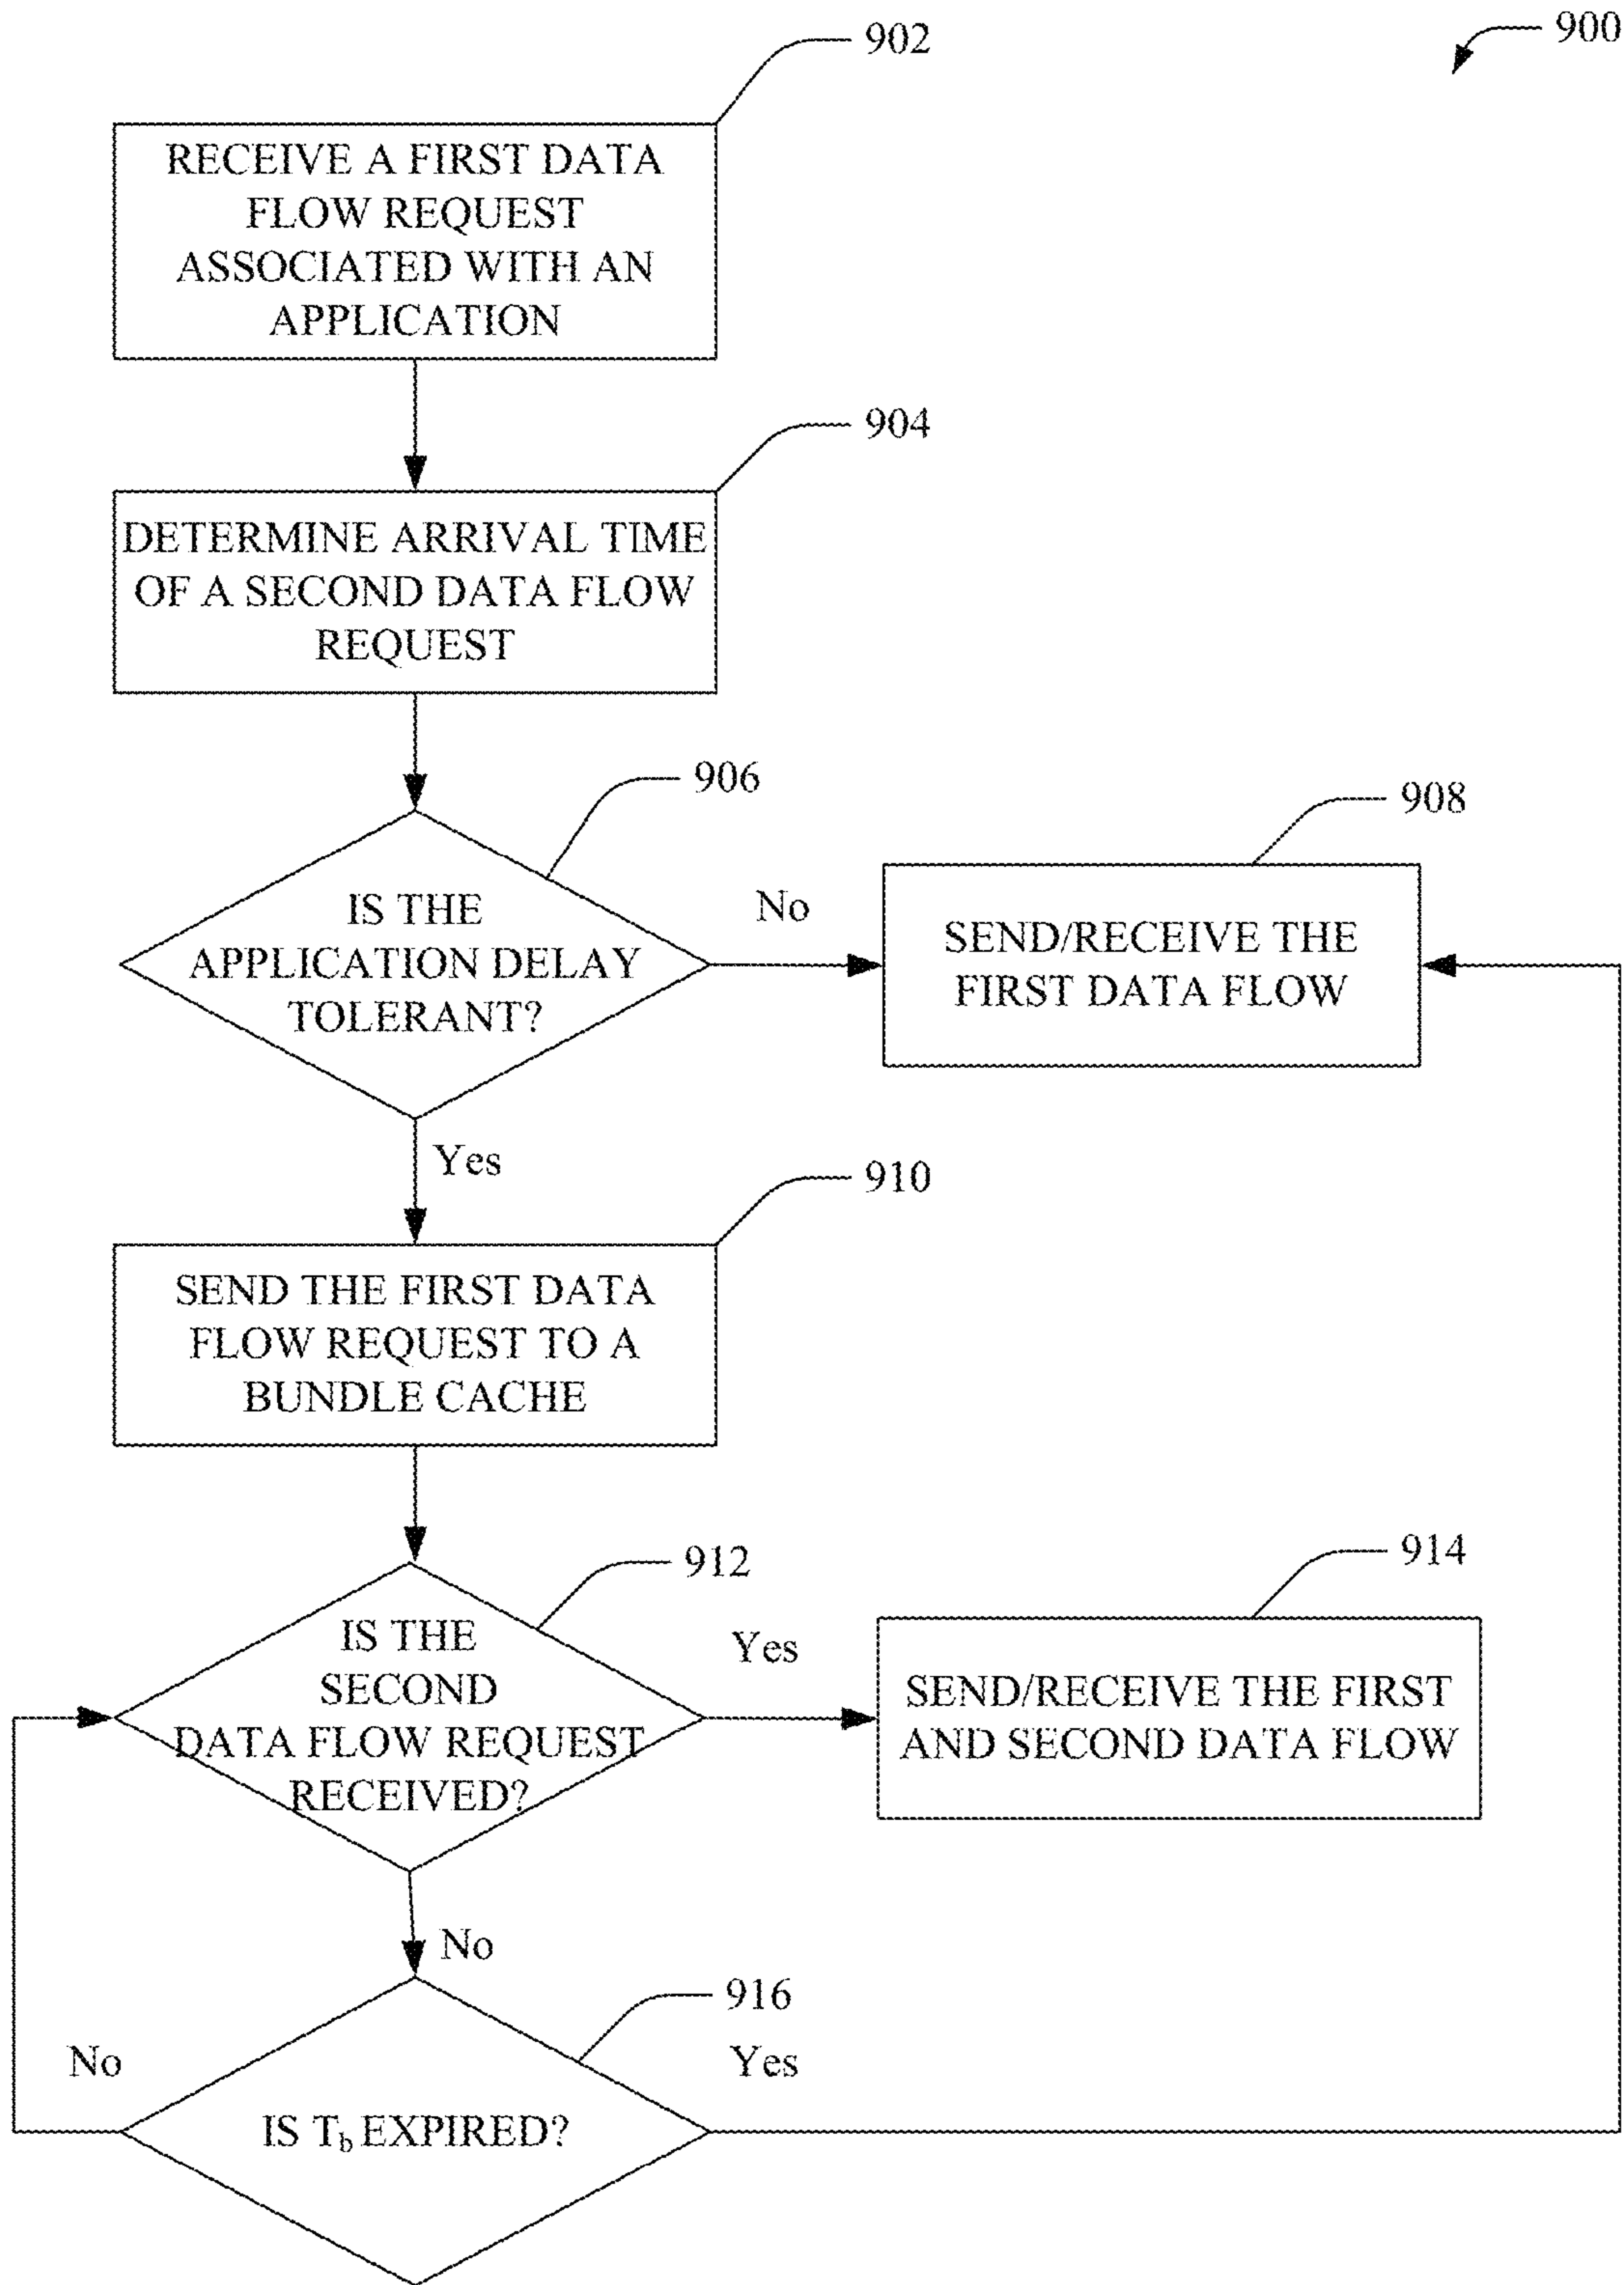 900
902
RECEIVE A FIRST DATA
FLOW REQUEST
ASSOCIATED WITH AN
APPLICATION
904
DETERMINE ARRIVAL TIME
OF A SECOND DATA FLOW
REQUEST
906
IS THE
APPLICATION DELAY
TOLERANT?
No
908
SEND/RECEIVE THE
FIRST DATA FLOW
Yes
910
SEND THE FIRST DATA
FLOW REQUEST TO A
BUNDLE CACHE
912
IS THE
SECOND
DATA FLOW REQUEST
RECEIVED?
Yes
914
SEND/RECEIVE THE FIRST
AND SECOND DATA FLOW
No
916
No
Yes
IS Tb EXPIRED?